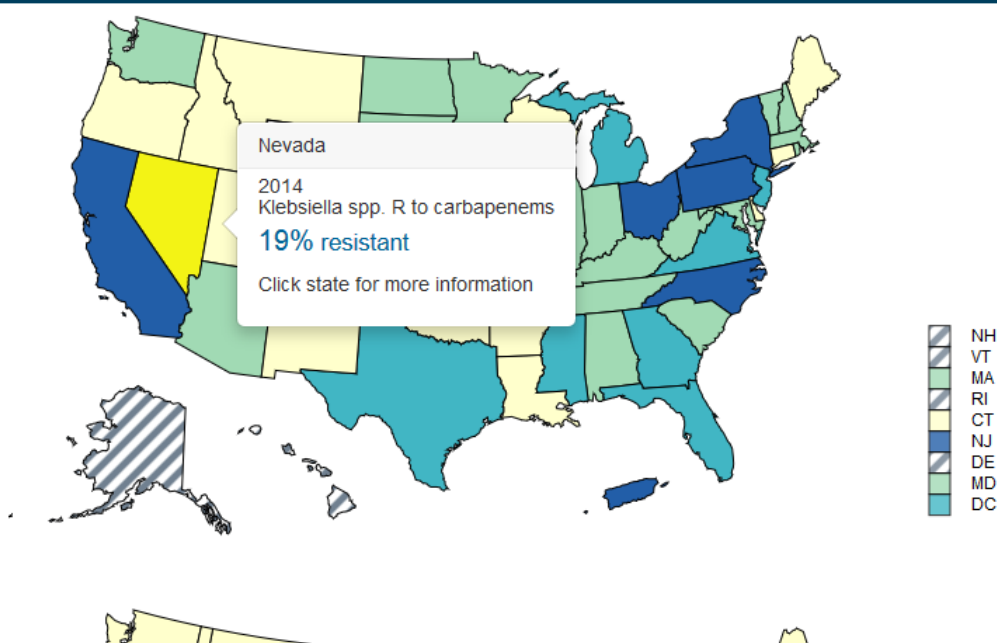 Nevada
2014
Klebsiella spp. R to carbapenems
19% resistant
Click state for more information
NH
VT
MA
RI
CT
NJ
DE
MD
DC